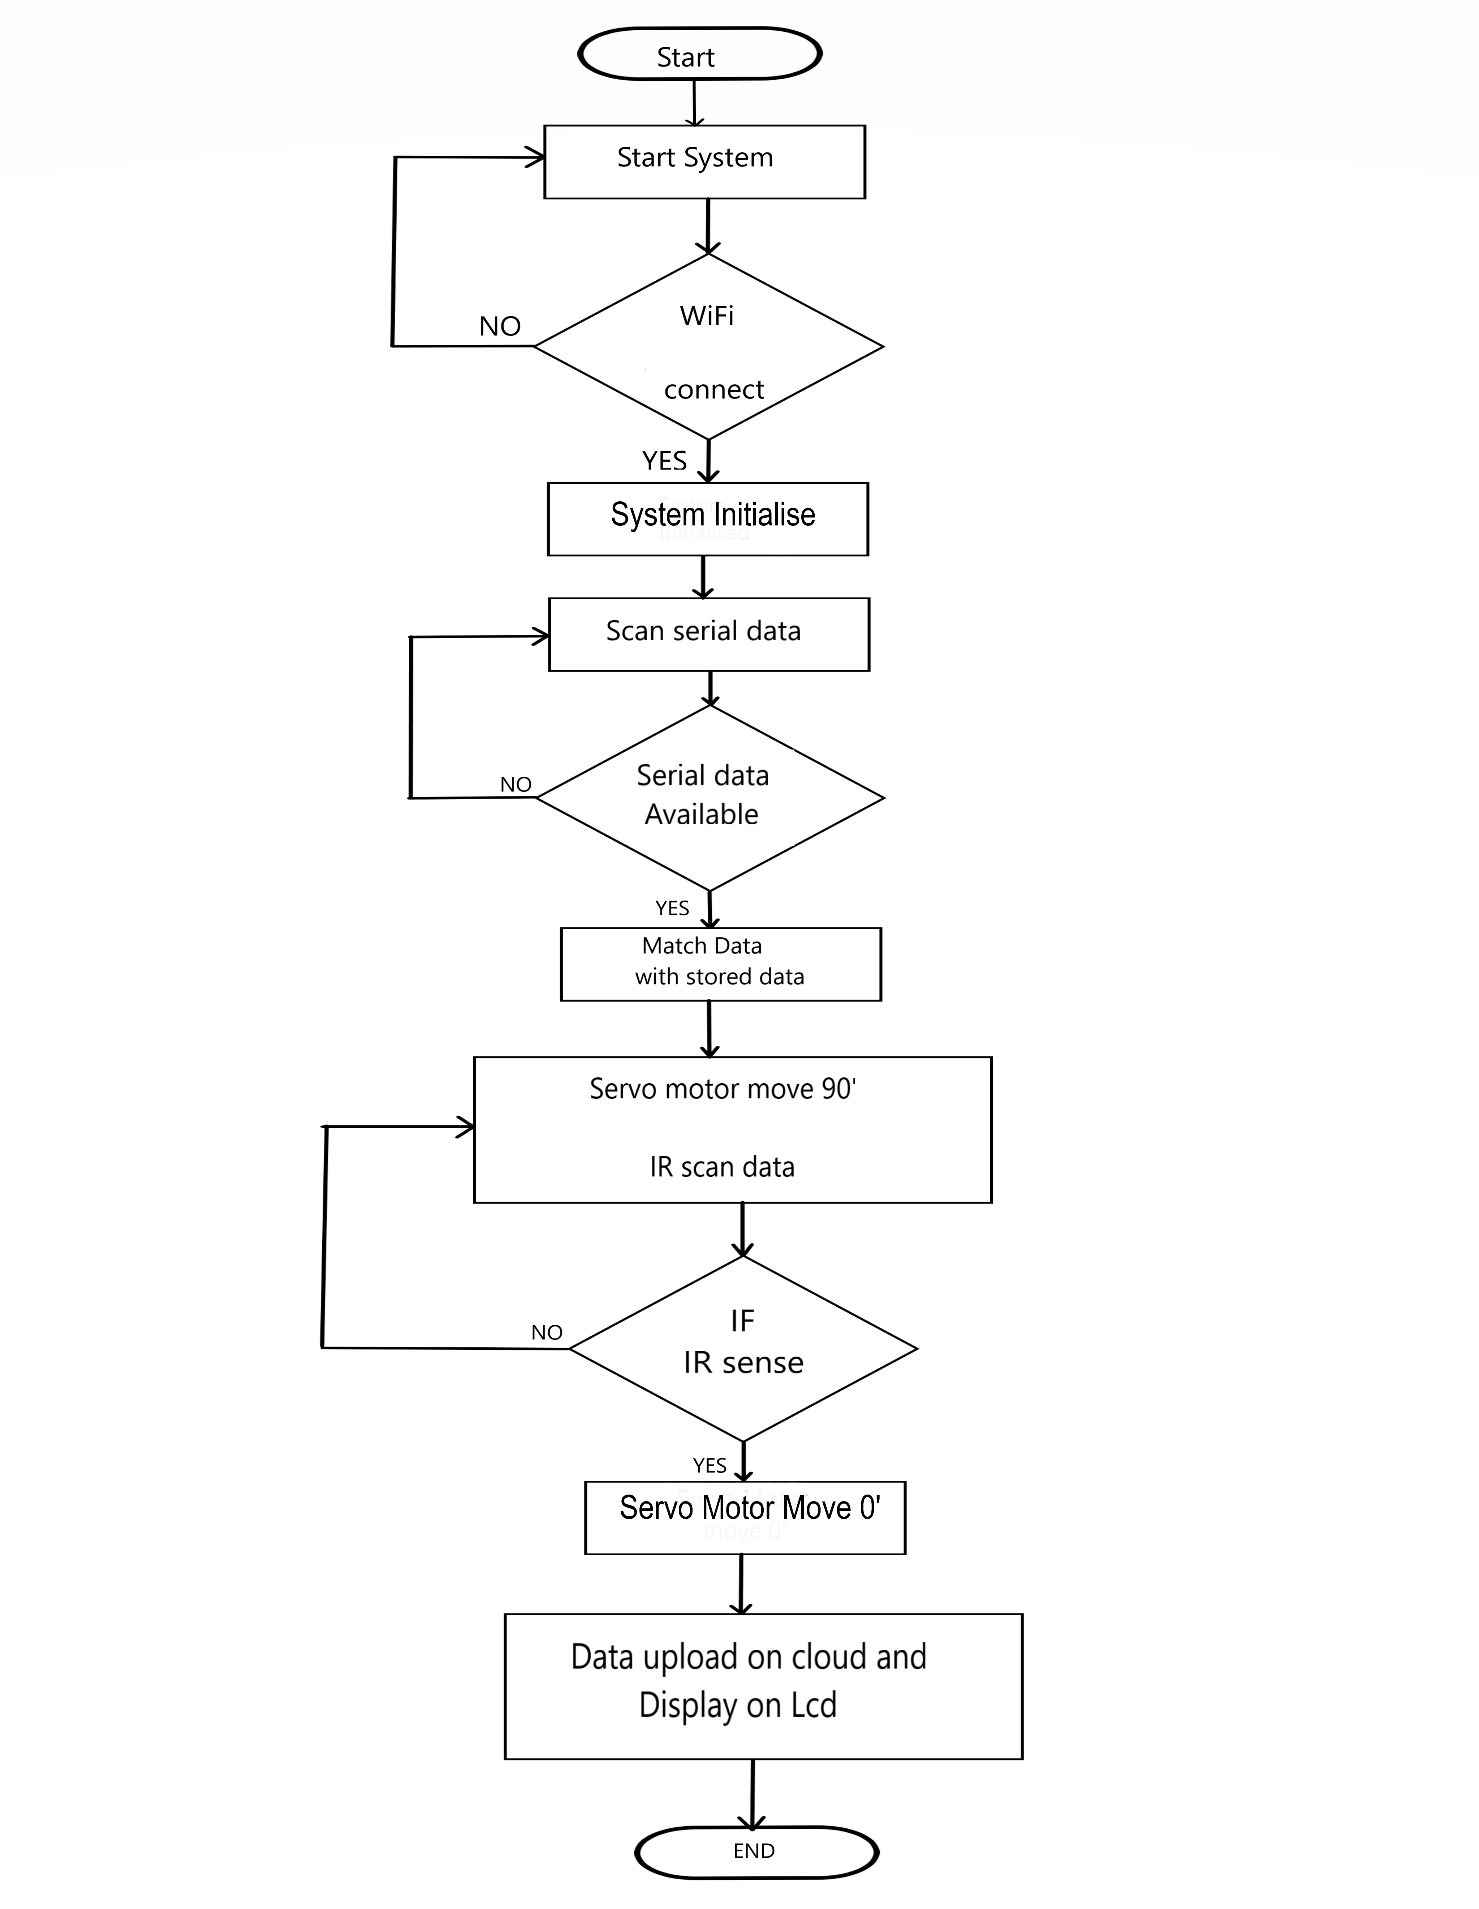 Start
Start System
WiFi
NO
connect
YES
System Initialise
Scan serial data
Serial data
NO
Available
YES
Match Data
with stored data
Servo motor move 90'
IR scan data
IF
NO
IR sense
YES
Servo Motor Move 0'
Data upload on cloud and
Display on Lcd
END